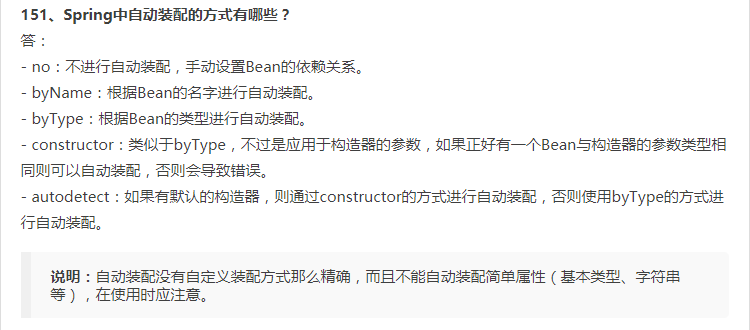 151、Spring中自动装配的方式有哪些？
答：
- no：不进行自动装配，手动设置Bean的依赖关系。
- byName：根据Bean的名字进行自动装配。
- byType：根据Bean的类型进行自动装配。
- constructor：类似于byType，不过是应用于构造器的参数，如果正好有一个Bean与构造器的参数类型相
同则可以自动装配，否则会导致错误。
- autodetect：如果有默认的构造器，则通过constructor的方式进行自动装配，否则使用byType的方式进
行自动装配。
说明：自动装配没有自定义装配方式那么精确，而且不能自动装配简单属性（基本类型、字符串
等），在使用时应注意。